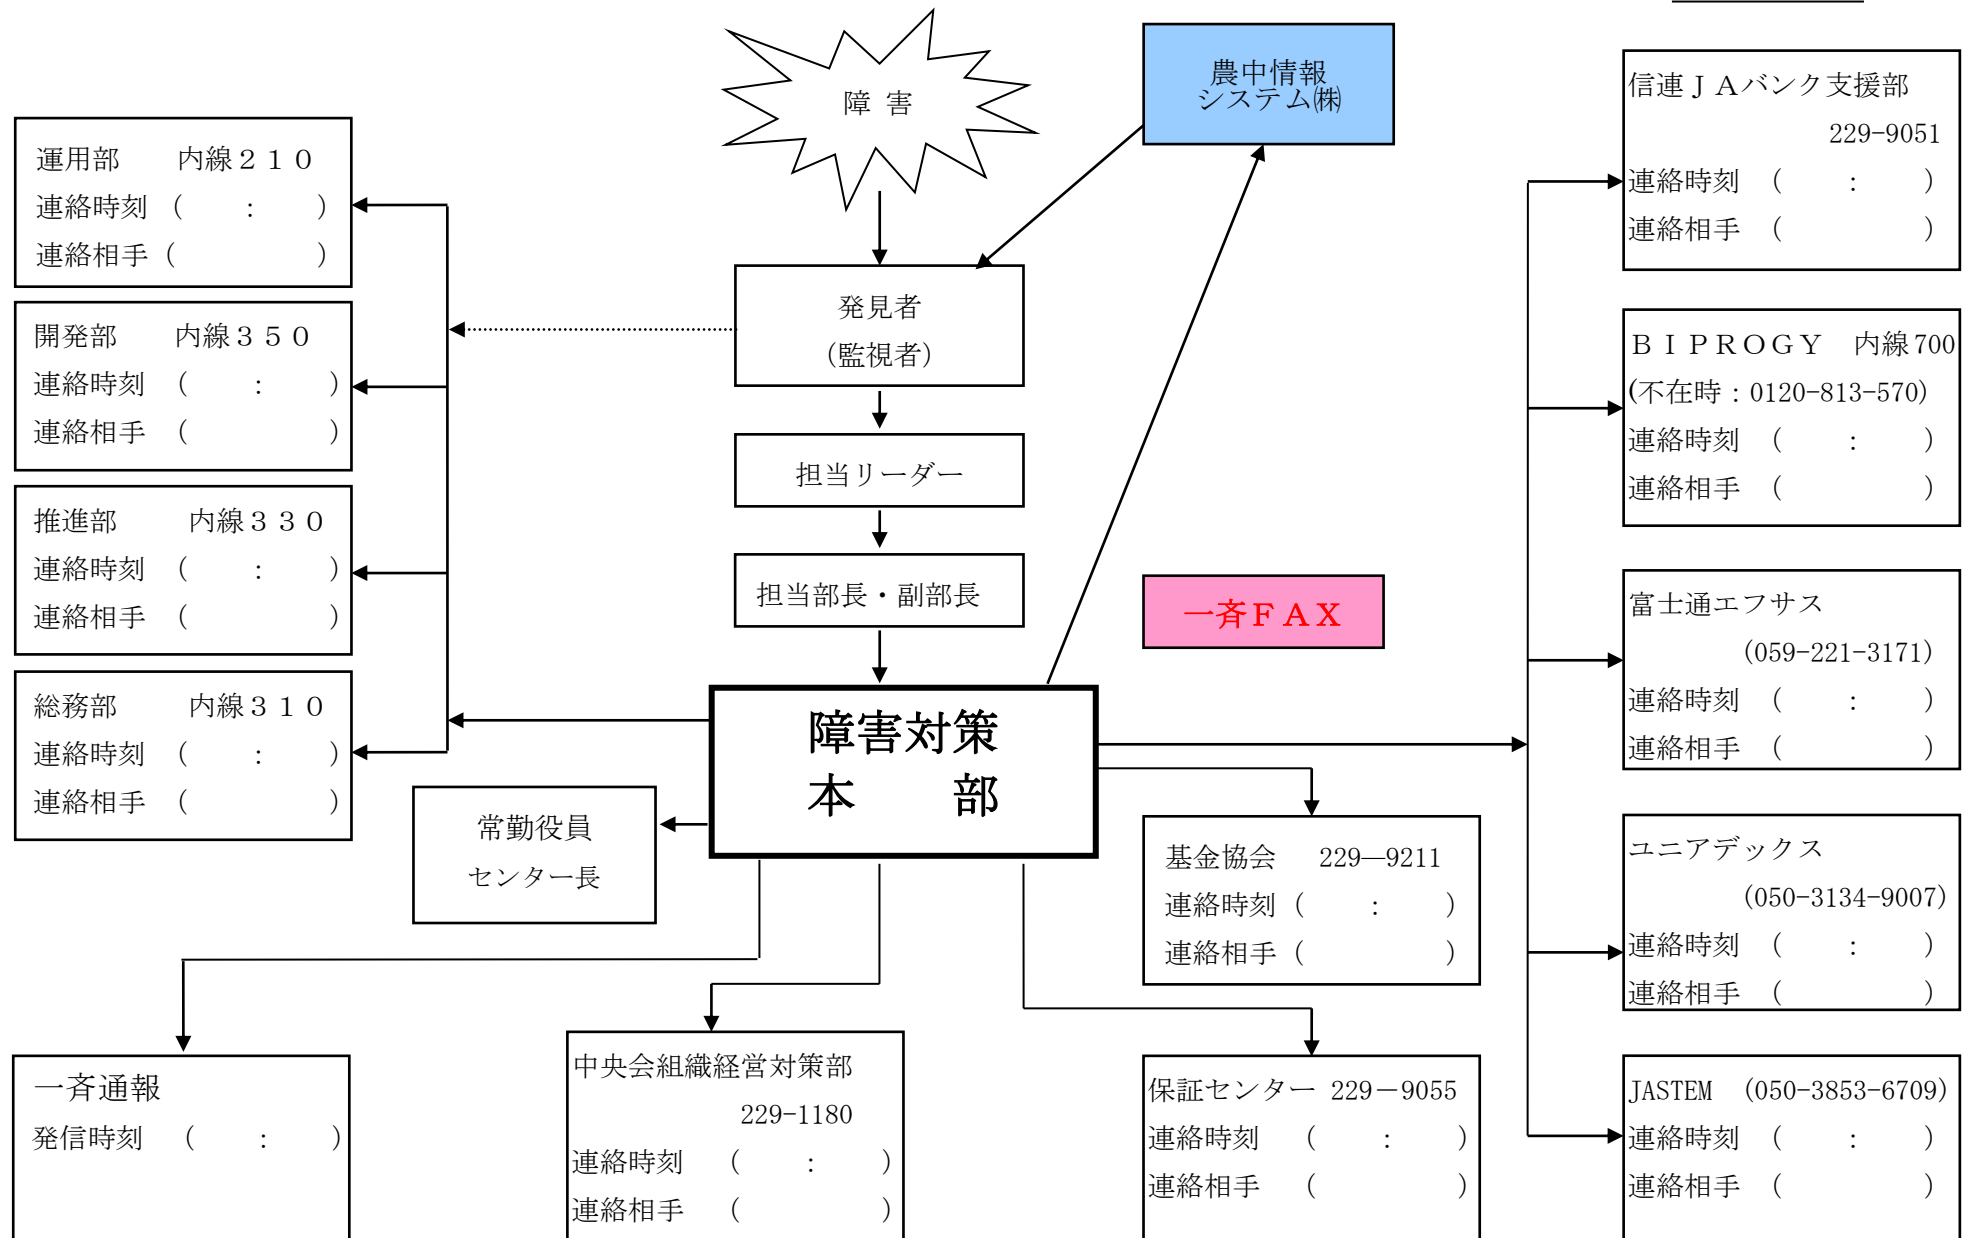 障 害
農中情報
システム㈱
信連ＪＡバンク支援部
229-9051
連絡時刻 （ : ）
連絡相手 （ ）
運用部 内線２１０
連絡時刻 （ : ）
連絡相手（ ）
発見者
（監視者）
開発部 内線３５０
連絡時刻 （ : ）
連絡相手 （ ）
ＢＩＰＲＯＧＹ 内線700
(不在時：0120-813-570)
連絡時刻 （ : ）
連絡相手 （ ）
担当リーダー
推進部 内線３３０
連絡時刻 （ : ）
連絡相手 （ ）
担当部長・副部長
一斉ＦＡＸ
富士通エフサス
(059-221-3171)
連絡時刻 （ : ）
連絡相手 （ ）
総務部 内線３１０
連絡時刻 （ : ）
連絡相手 （ ）
障害対策
本 部
常勤役員
センター長
基金協会 229―9211
連絡時刻（ : ）
連絡相手（ ）
ユニアデックス
(050-3134-9007)
連絡時刻 （ : ）
連絡相手 （ ）
一斉通報
発信時刻 （ : ）
中央会組織経営対策部
229-1180
連絡時刻 （ : ）
連絡相手 （ ）
保証センター 229－9055
連絡時刻 （ : ）
連絡相手 （ ）
JASTEM (050-3853-6709)
連絡時刻 （ : ）
連絡相手 （ ）